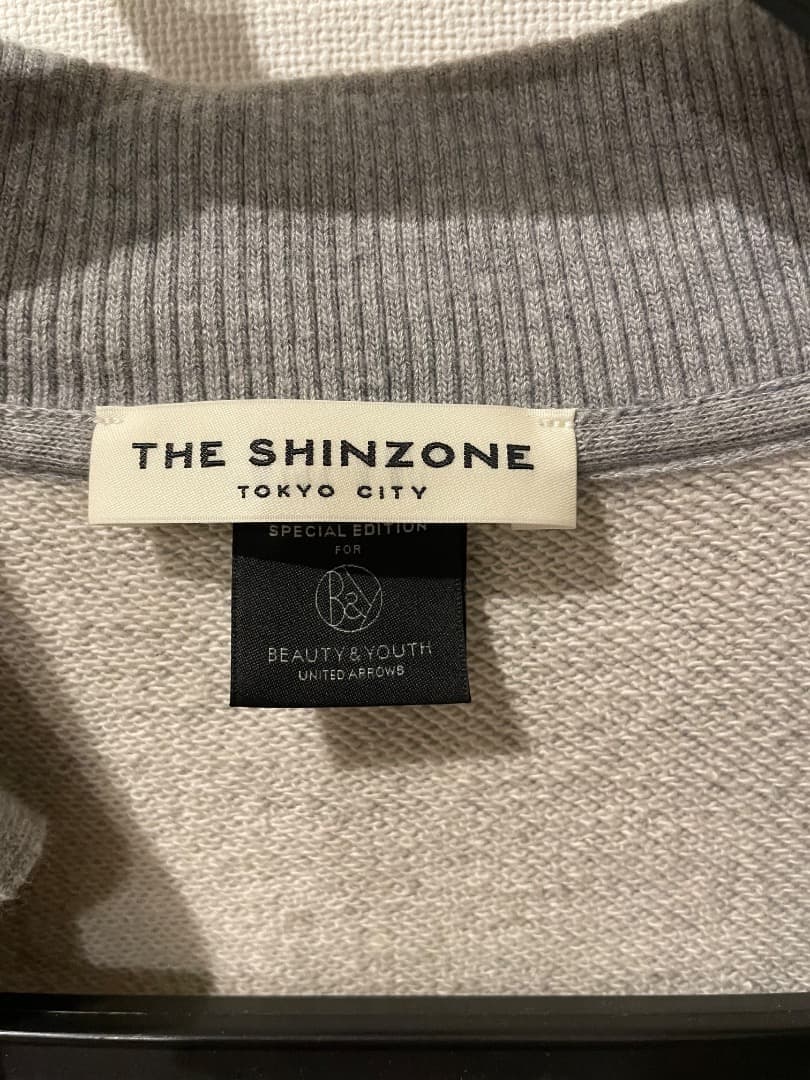 THE SHINZONE
TOKYO CITY
SPECIAL EDITION
FOR
B&Y
BEAUTY & YOUTH
UNITED ARROWS